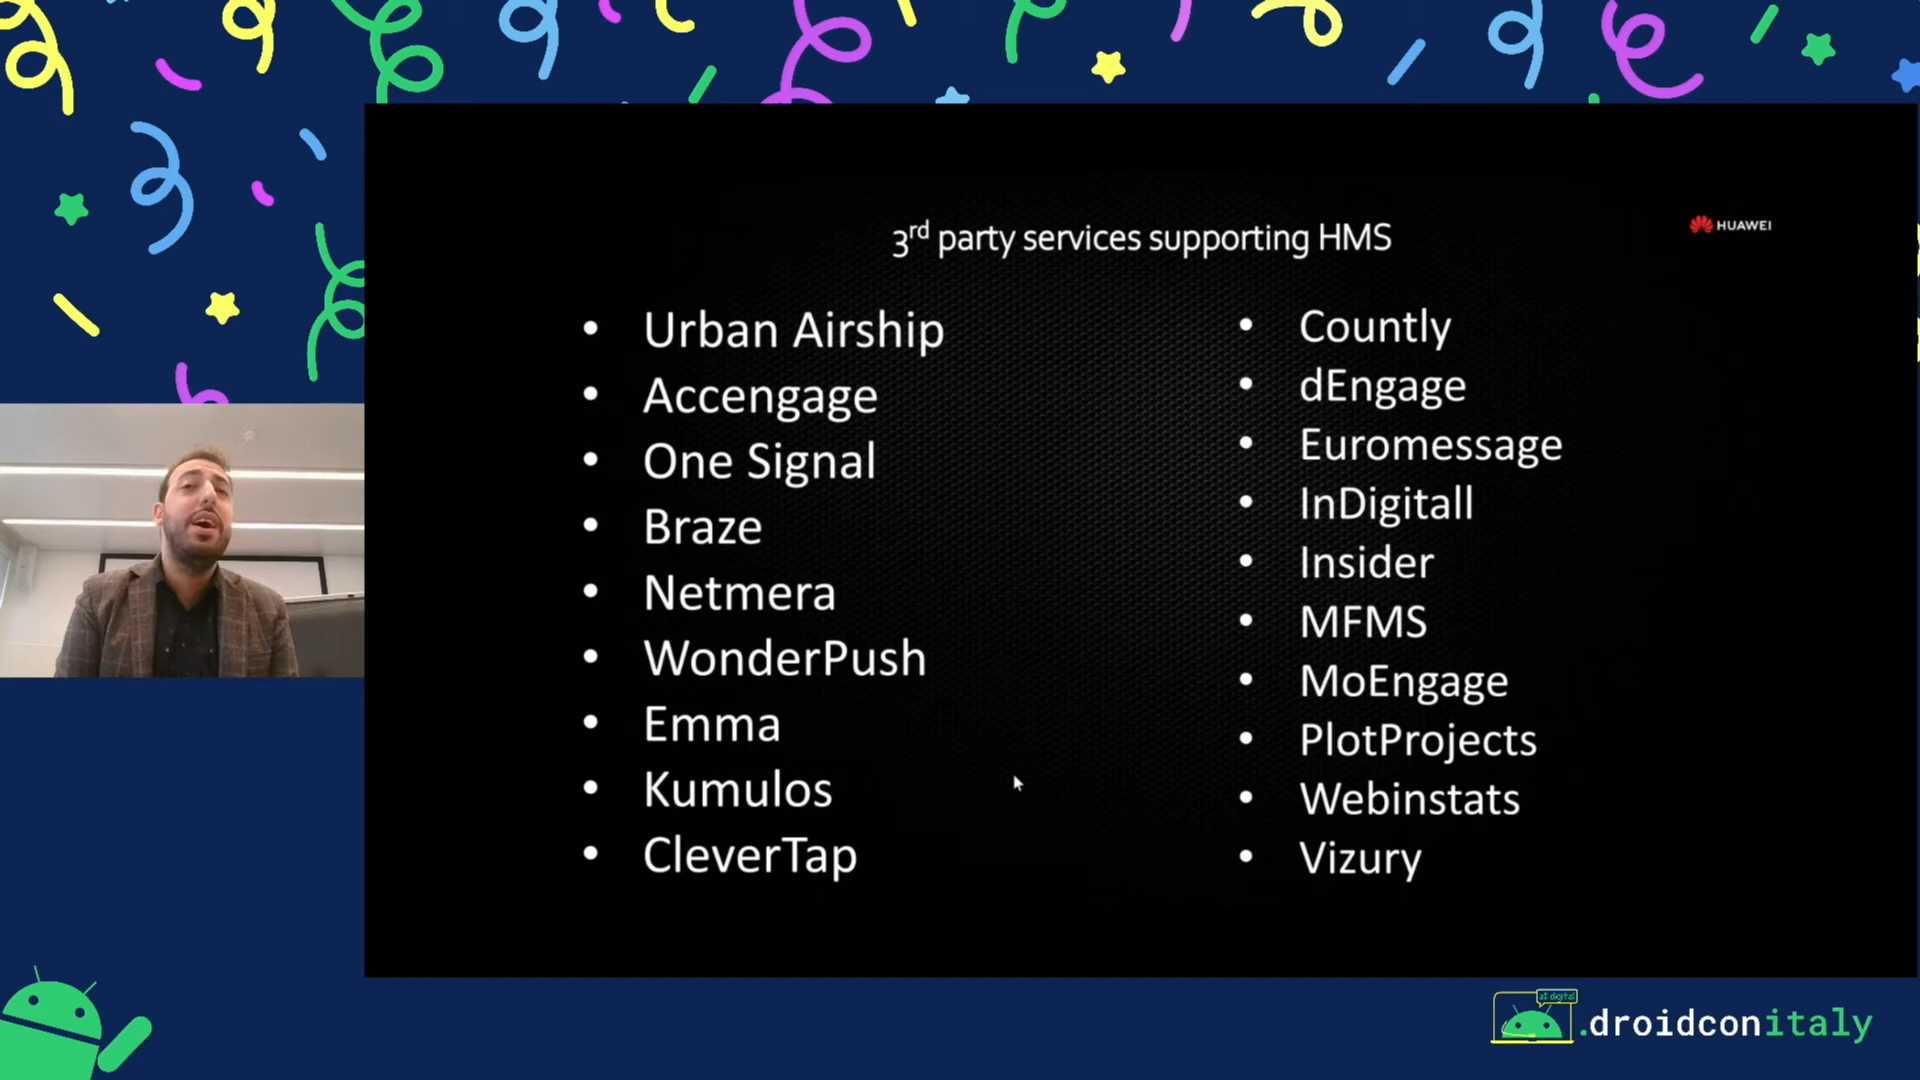 3rd party services supporting HMS
HUAWEI
• Urban Airship
• Accengage
• One Signal
• Braze
• Netmera
• WonderPush
• Emma
• Kumulos
• CleverTap
• Countly
• dEngage
• Euromessage
• InDigitall
• Insider
• MFMS
• MoEngage
• PlotProjects
• Webinstats
• Vizury
.droidconitaly